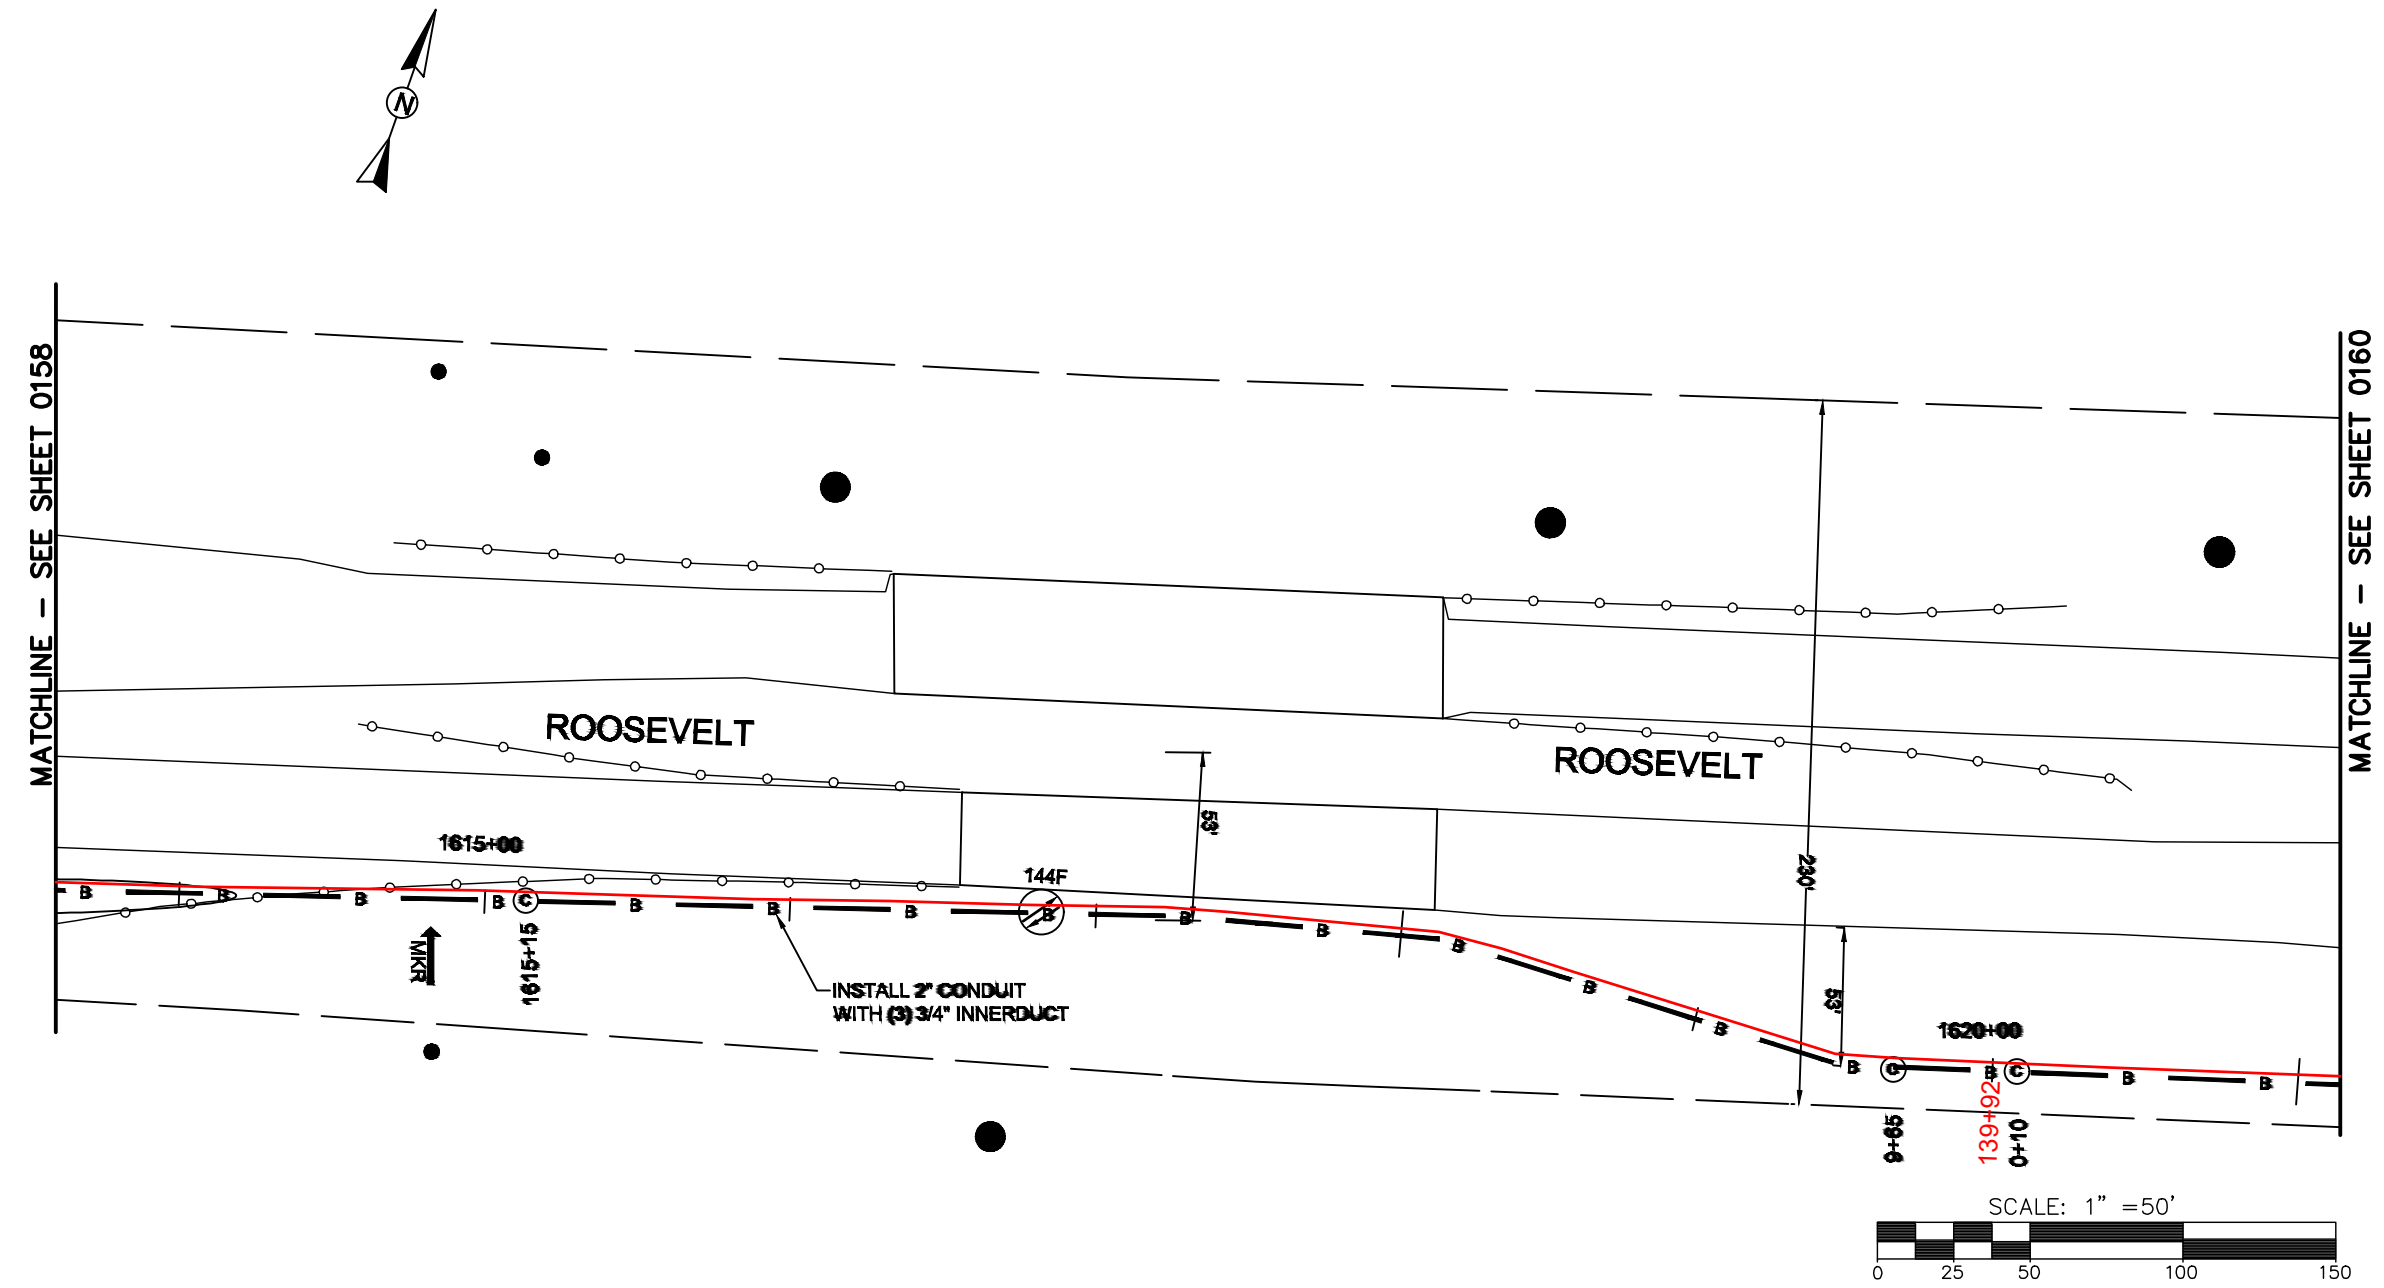 N
MATCHLINE - SEE SHEET 0158
MATCHLINE - SEE SHEET 0160
ROOSEVELT
ROOSEVELT
53'
1615+00
144F
230'
B B B B B B B B B B B B B B B B B
C
C
C
MKR
1615+15
INSTALL 2" CONDUIT
WITH (3) 3/4" INNERDUCT
53'
1620+00
139+92
0+10
SCALE: 1" =50'
0 25 50 100 150